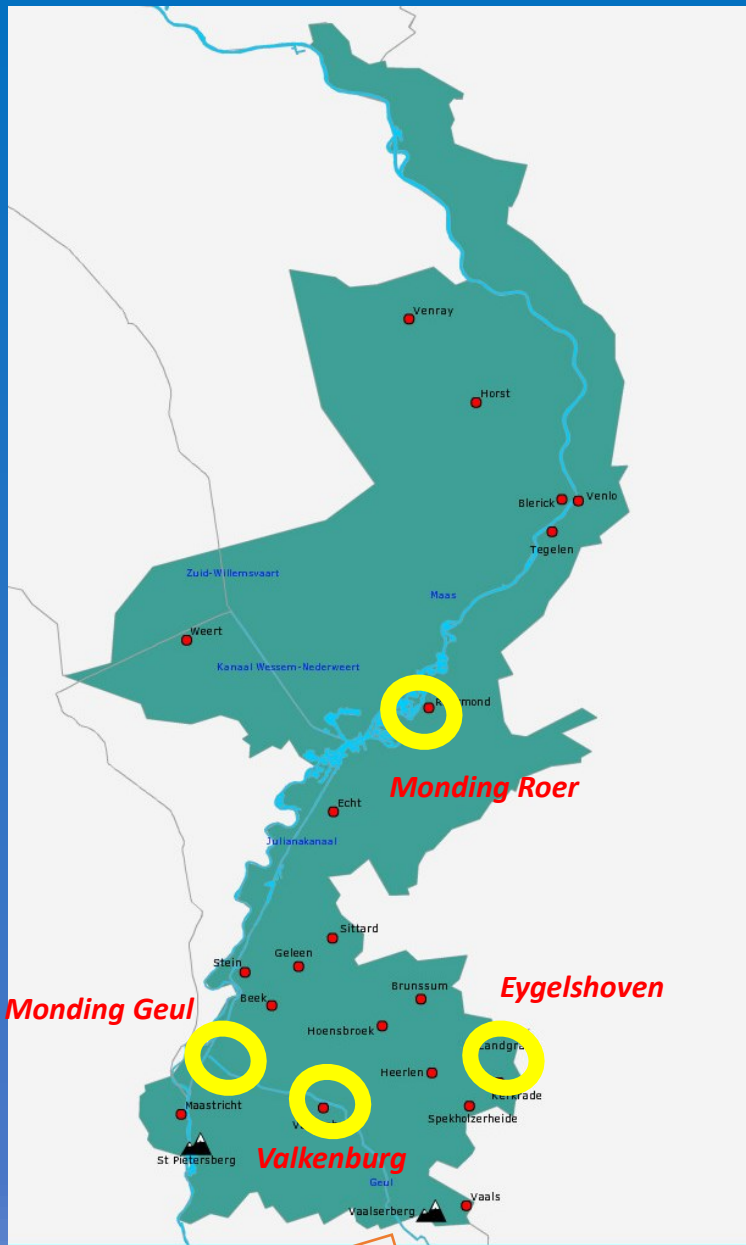 Venray
Horst
Blerick
Venlo
Tegelen
Zuid-Willemsvaart
Maas
Weert
Kanaal Wessem-Nederweert
Monding Roer
Echt
Julianakanaal
Sittard
Geleen
Stein
Eygelshoven
Brunssum
Monding Geul
Beek
Hoensbroek
Heerlen
Kerkrade
Maastricht
Spekholzerheide
St Pietersberg
Valkenburg
Geul
Vaals
Vaalserberg